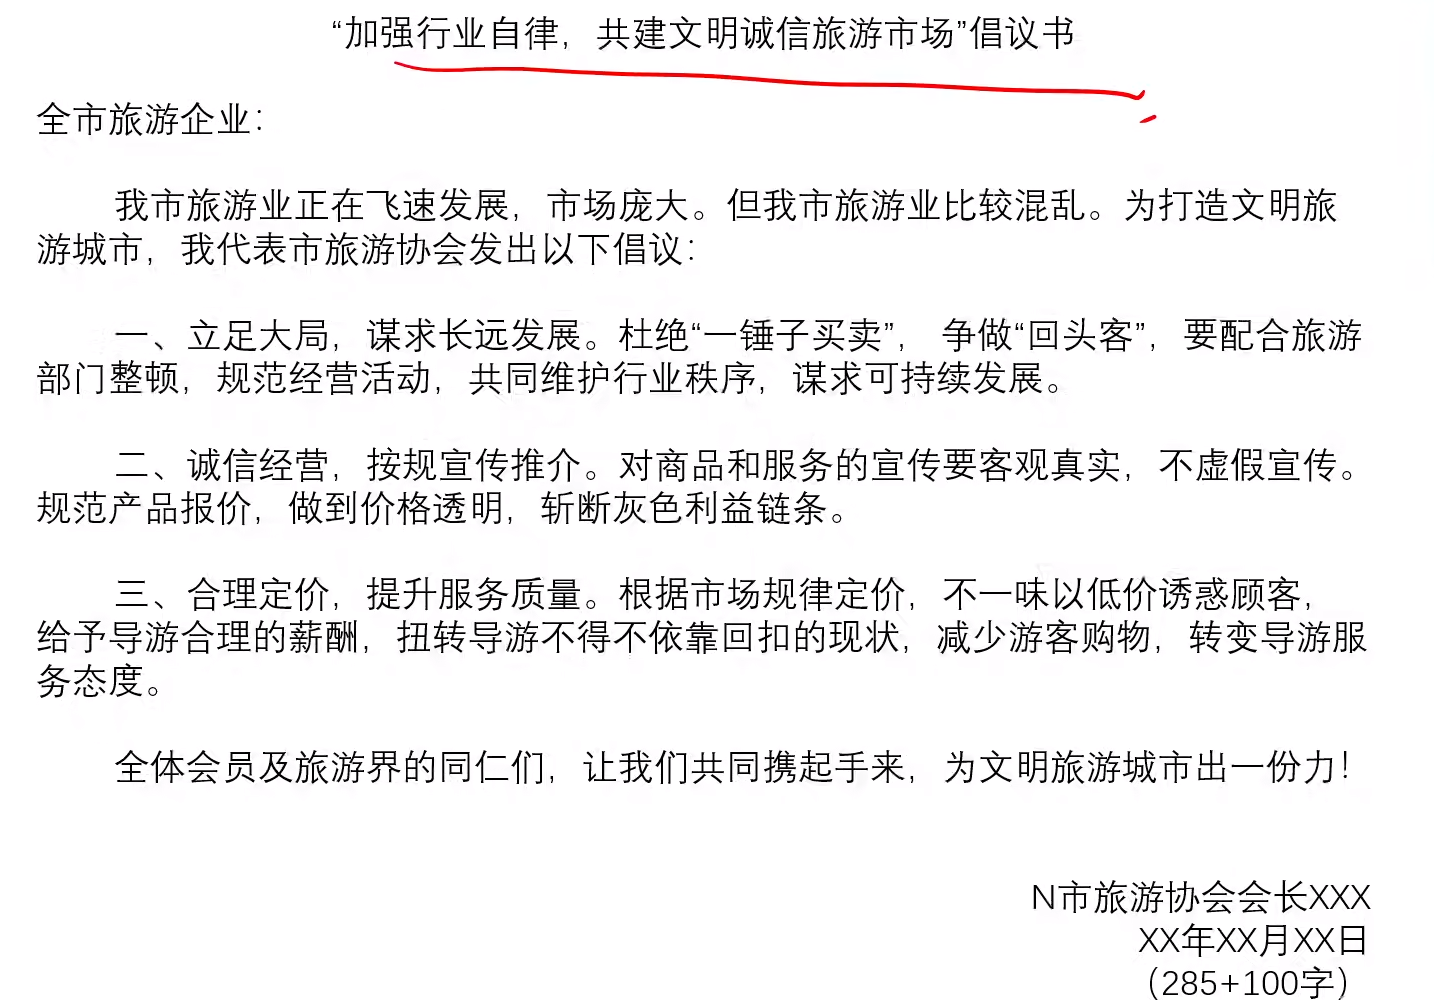 “加强行业自律，共建文明诚信旅游市场”倡议书
全市旅游企业：
我市旅游业正在飞速发展，市场庞大。但我市旅游业比较混乱。为打造文明旅
游城市，我代表市旅游协会发出以下倡议：
一、立足大局，谋求长远发展。杜绝“一锤子买卖”，争做“回头客”，要配合旅游
部门整顿，规范经营活动，共同维护行业秩序，谋求可持续发展。
二、诚信经营，按规宣传推介。对商品和服务的宣传要客观真实，不虚假宣传。
规范产品报价，做到价格透明，斩断灰色利益链条。
三、合理定价，提升服务质量。根据市场规律定价，不一味以低价诱惑顾客，
给予导游合理的薪酬，扭转导游不得不依靠回扣的现状，减少游客购物，转变导游服
务态度。
全体会员及旅游界的同仁们，让我们共同携起手来，为文明旅游城市出一份力！
N市旅游协会会长XXX
XX年XX月XX日
（285+100字）